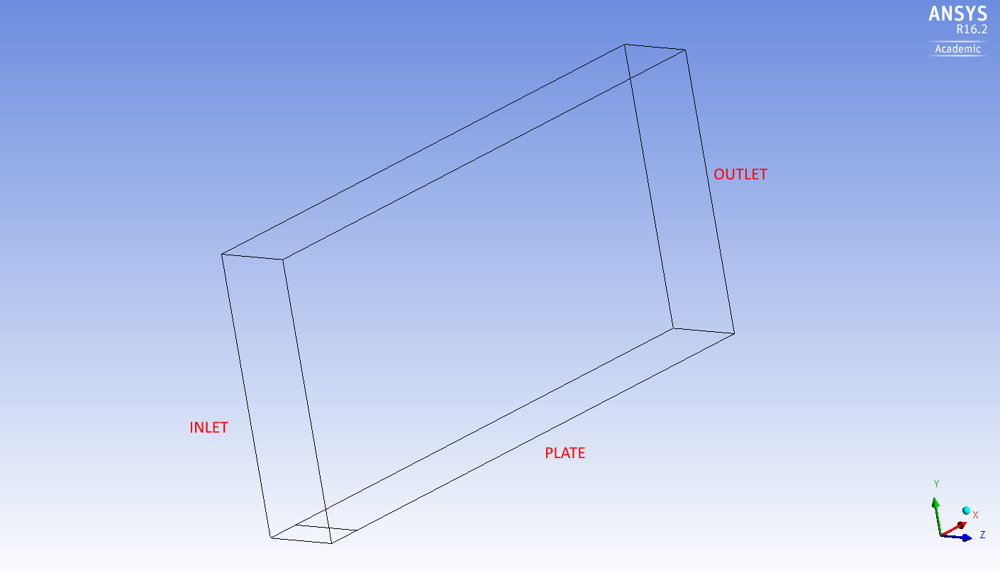 ANSYS
R16.2
Academic
OUTLET
INLET
PLATE
Y
X
Z